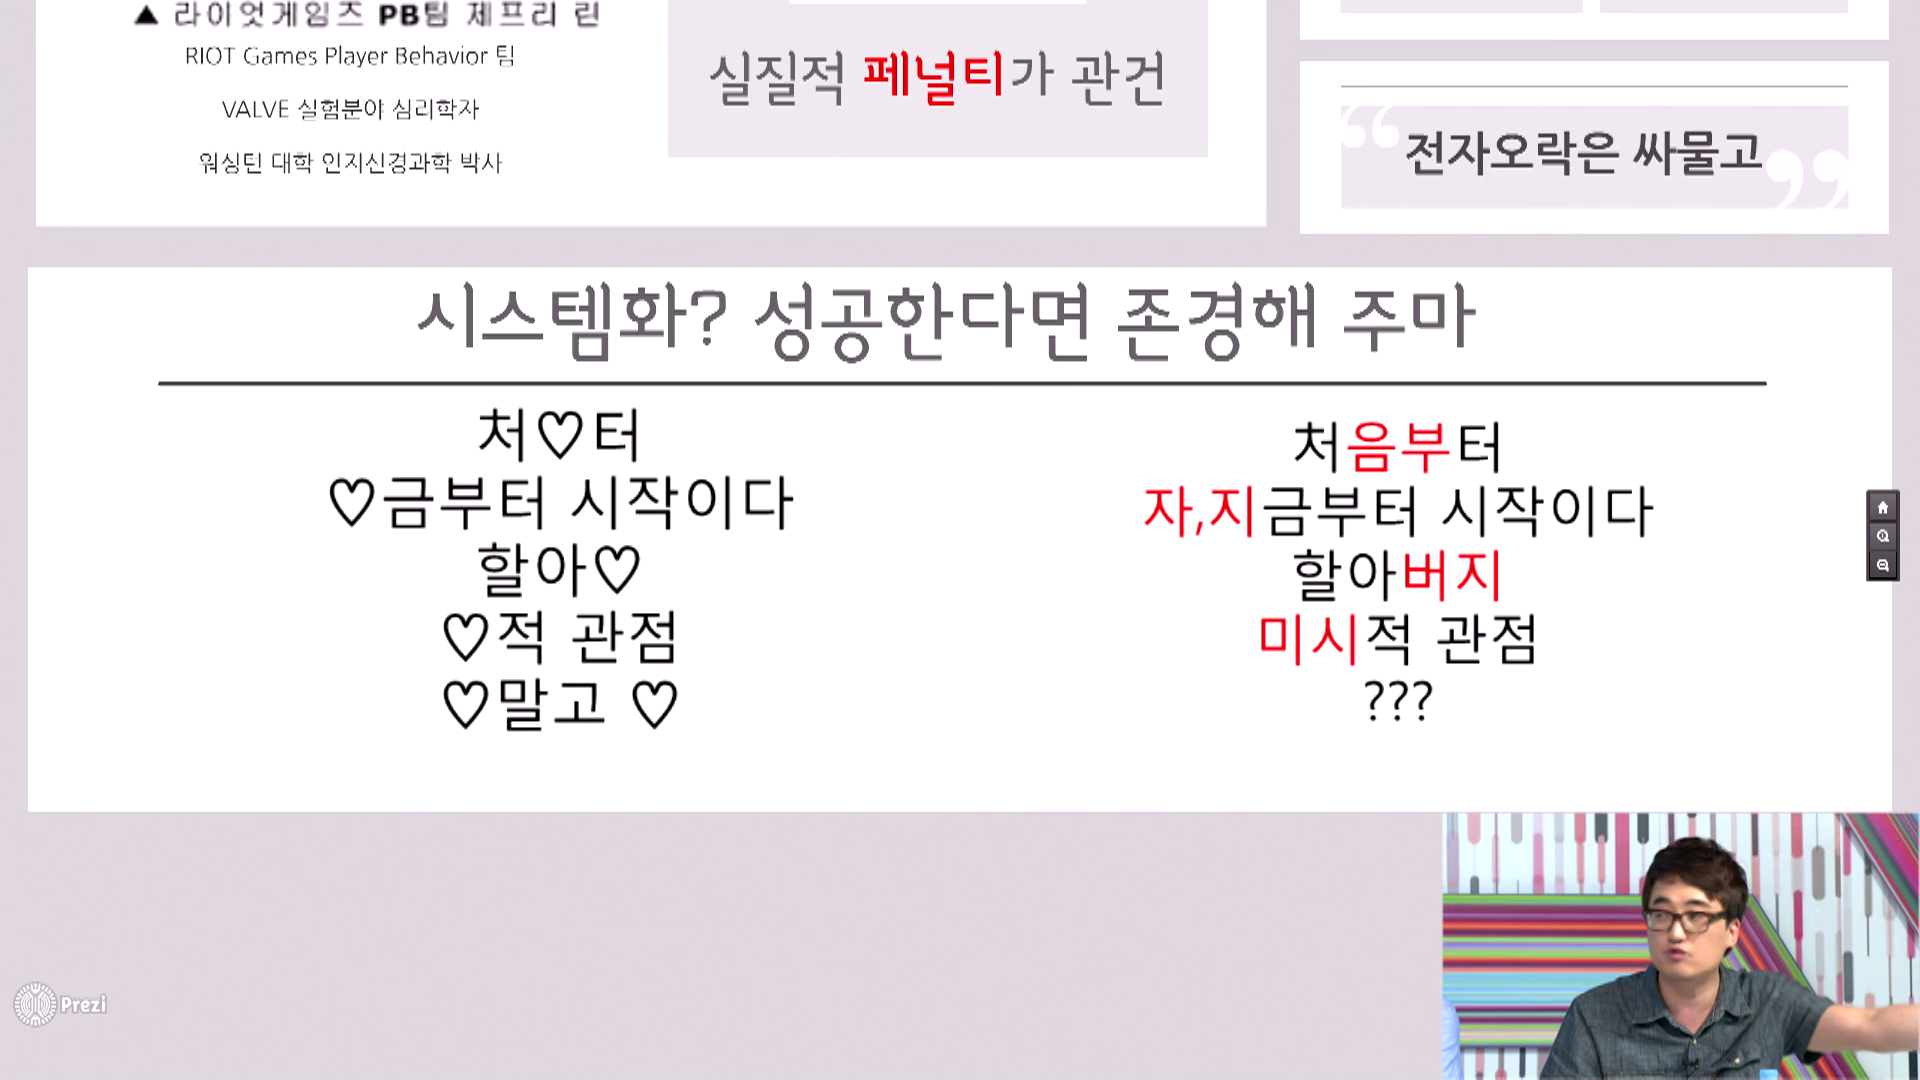 ▲ 라이엇게임즈 PB팀 제프리 린
RIOT Games Player Behavior 팀
VALVE 실험분야 심리학자
워싱턴 대학 인지신경과학 박사
실질적 페널티가 관건
“전자오락은 싸물고”
시스템화? 성공한다면 존경해 주마
처♡터
♡금부터 시작이다
할아♡
♡적 관점
♡말고 ♡
처음부터
자,지금부터 시작이다
할아버지
미시적 관점
???
Prezi